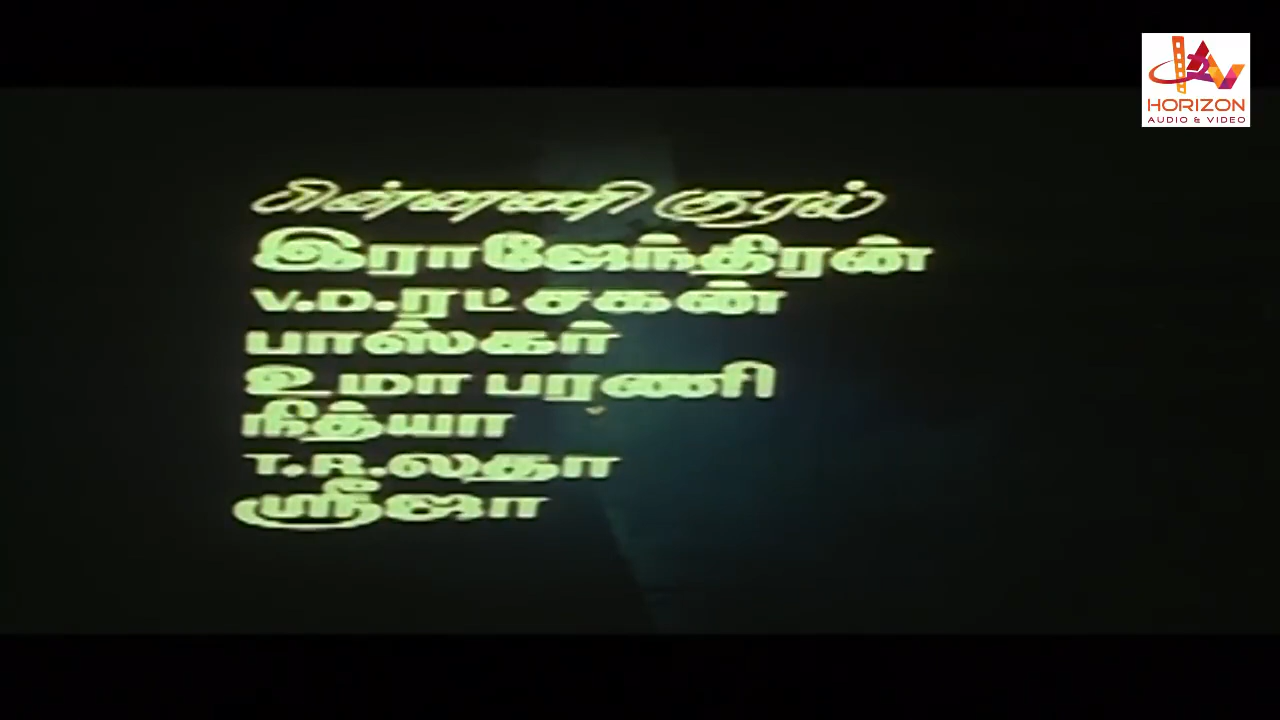 பின்னணி குரல்
இராஜேந்திரன்
V.D.ரட்சகன்
பாஸ்கர்
உமா பரணி
நித்யா
T.R.லதா
ஸ்ரீஜா
HORIZON
AUDIO & VIDEO